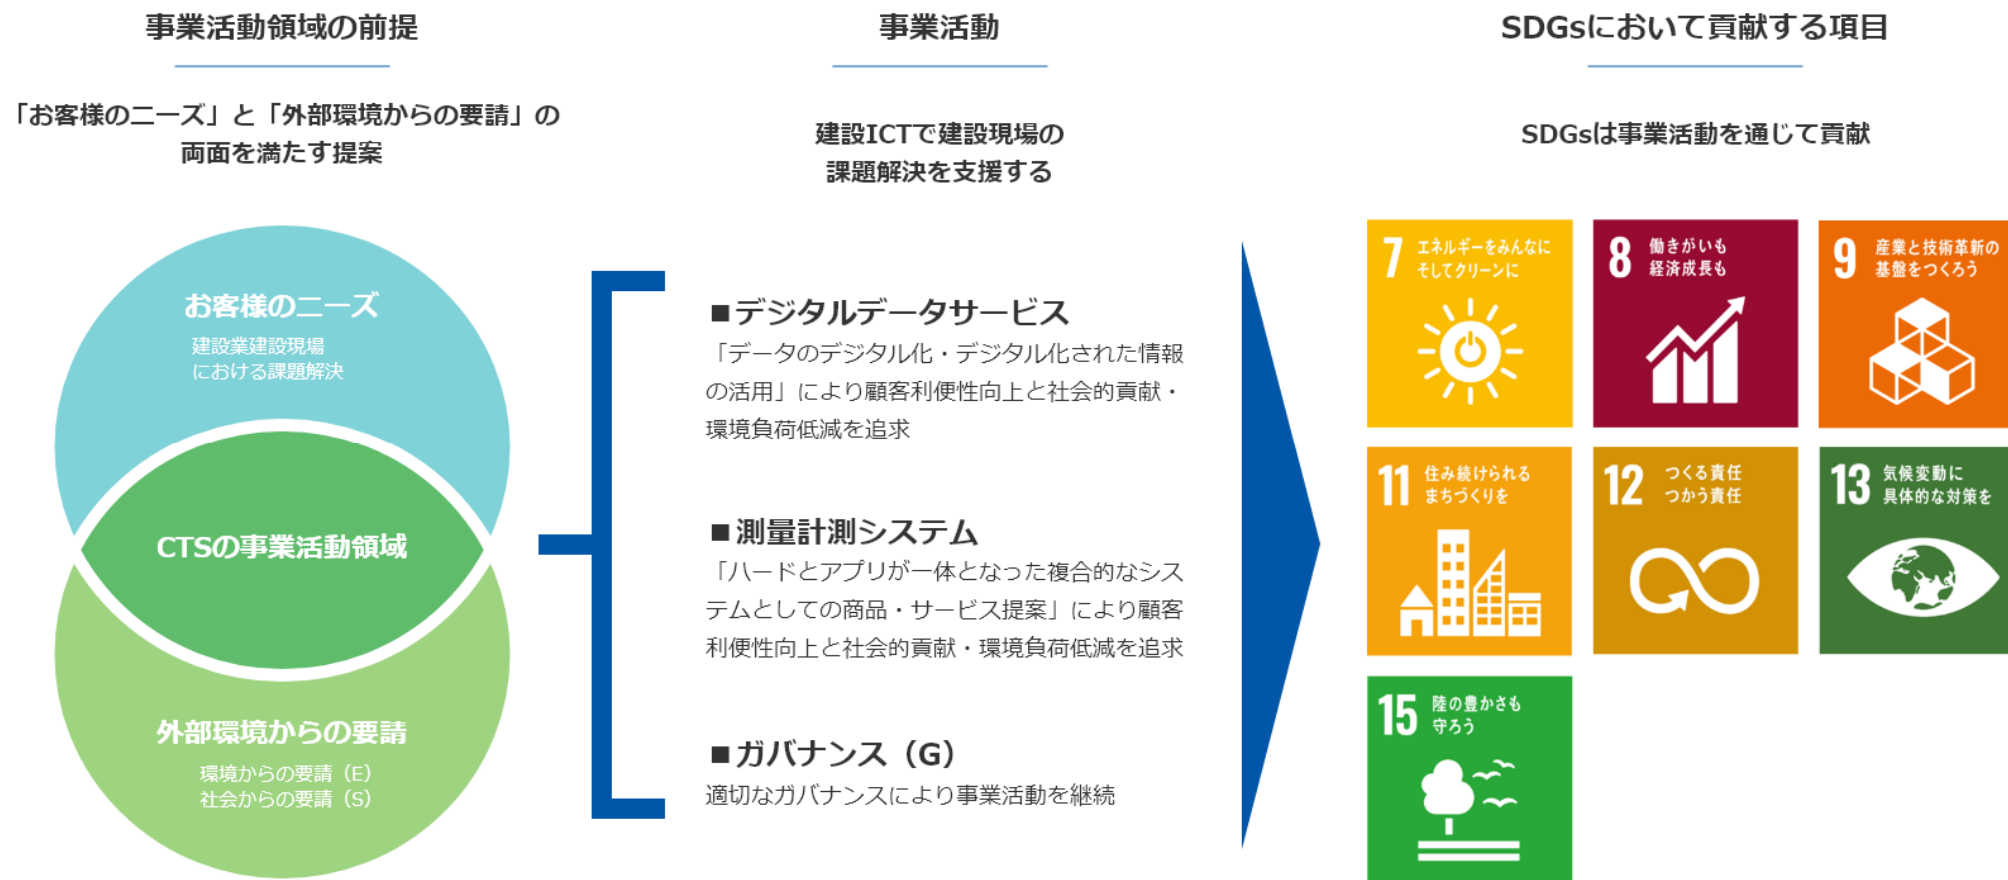 事業活動領域の前提
「お客様のニーズ」と「外部環境からの要請」の
両面を満たす提案
お客様のニーズ
建設業建設現場
における課題解決
CTSの事業活動領域
外部環境からの要請
環境からの要請（E）
社会からの要請（S）
事業活動
建設ICTで建設現場の
課題解決を支援する
■デジタルデータサービス
「データのデジタル化・デジタル化された情報
の活用」により顧客利便性向上と社会的貢献・
環境負荷低減を追求
■測量計測システム
「ハードとアプリが一体となった複合的なシス
テムとしての商品・サービス提案」により顧客
利便性向上と社会的貢献・環境負荷低減を追求
■ガバナンス（G）
適切なガバナンスにより事業活動を継続
SDGsにおいて貢献する項目
SDGsは事業活動を通じて貢献
7 エネルギーをみんなに
そしてクリーンに
8 働きがいも
経済成長も
9 産業と技術革新の
基盤をつくろう
11 住み続けられる
まちづくりを
12 つくる責任
つかう責任
13 気候変動に
具体的な対策を
15 陸の豊かさも
守ろう